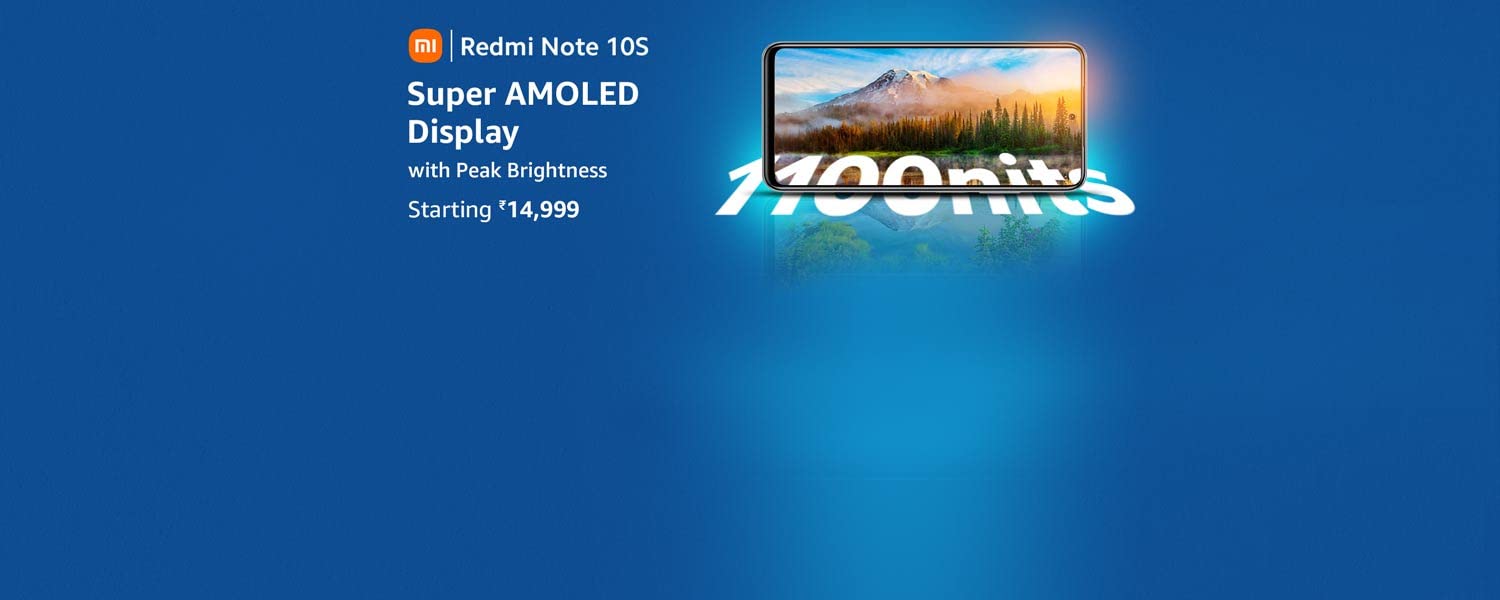 mi | Redmi Note 10S
Super AMOLED
Display
with Peak Brightness
Starting ₹14,999
1100nits